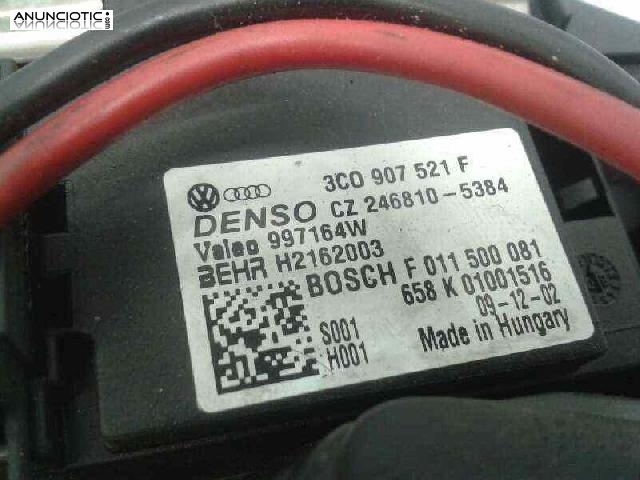 ANUNCIOTIC.ES
3C0 907 521 F
DENSO CZ 246810-5384
Valeo 997164W
BEHR H2162003
BOSCH F 011 500 081
658 K 01001516
09-12-02
S001
H001
Made in Hungary